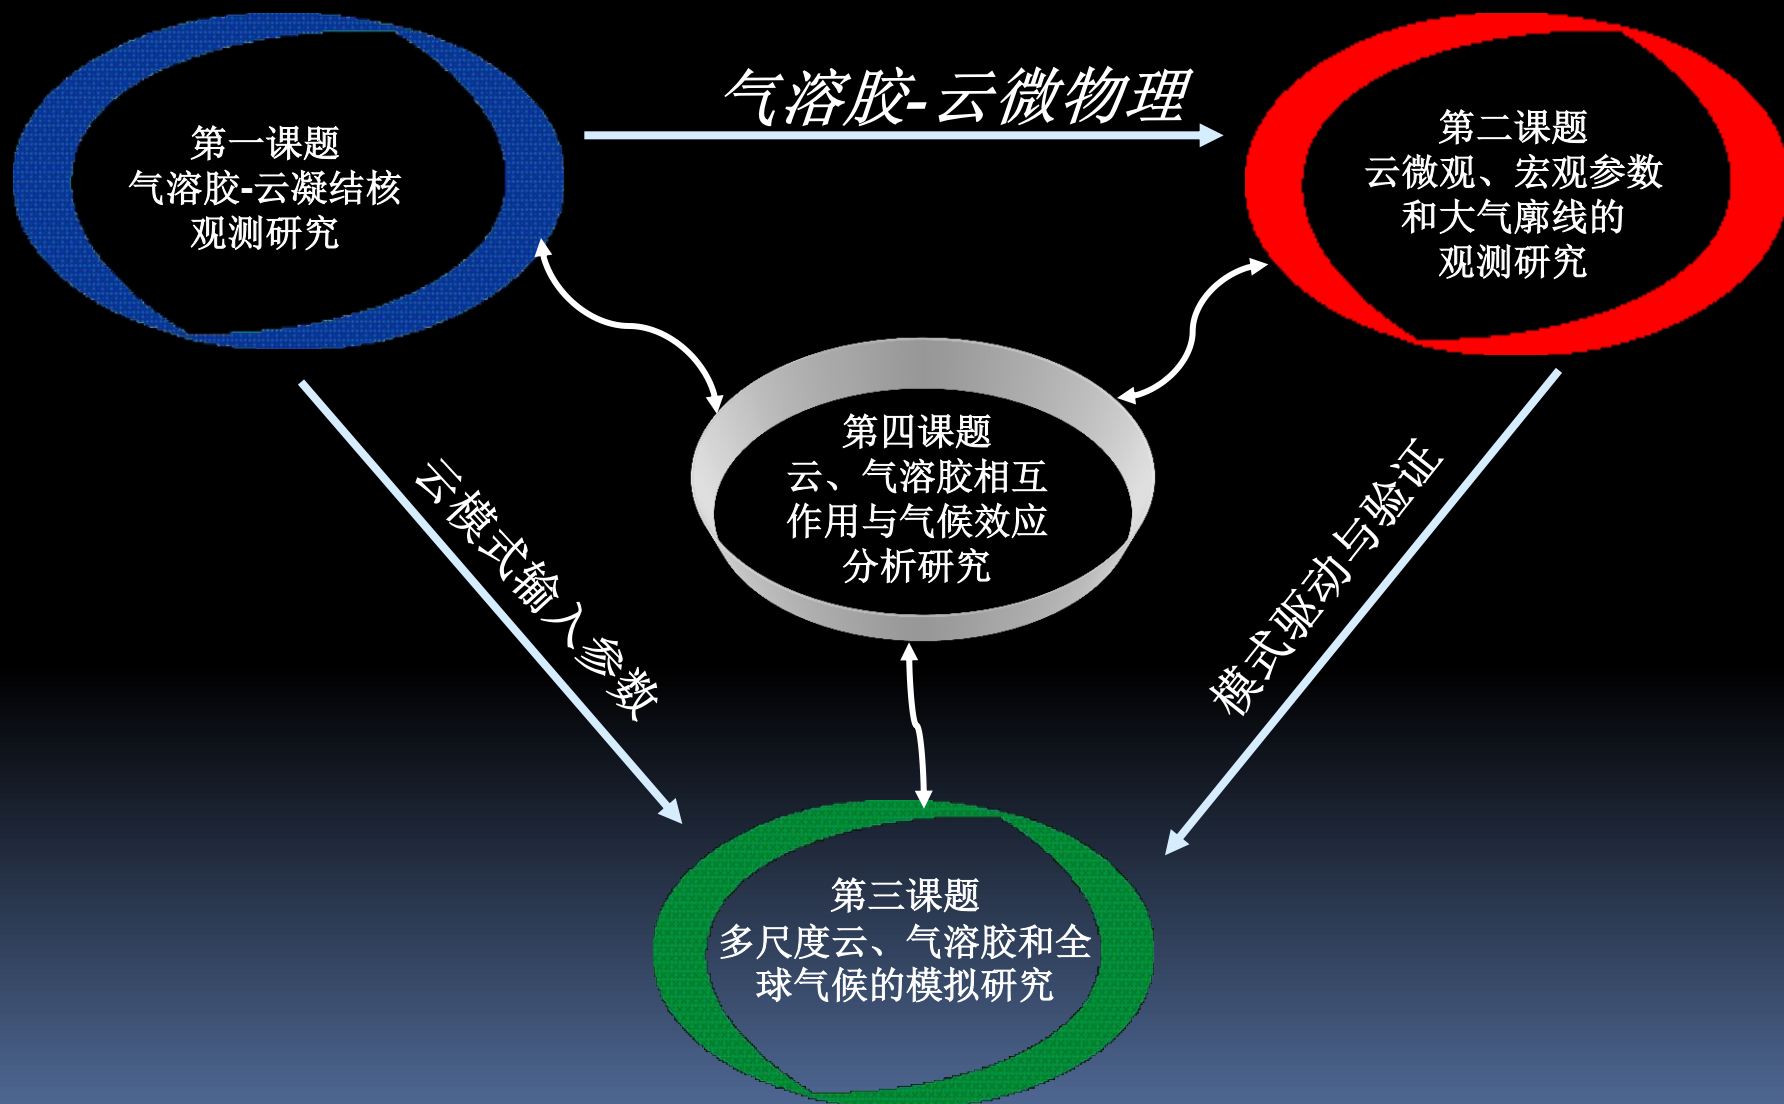 气溶胶-云微物理
第一课题
气溶胶-云凝结核
观测研究
第二课题
云微观、宏观参数
和大气廓线的
观测研究
第四课题
云、气溶胶相互
作用与气候效应
分析研究
云模式输入参数
模式驱动与验证
第三课题
多尺度云、气溶胶和全
球气候的模拟研究